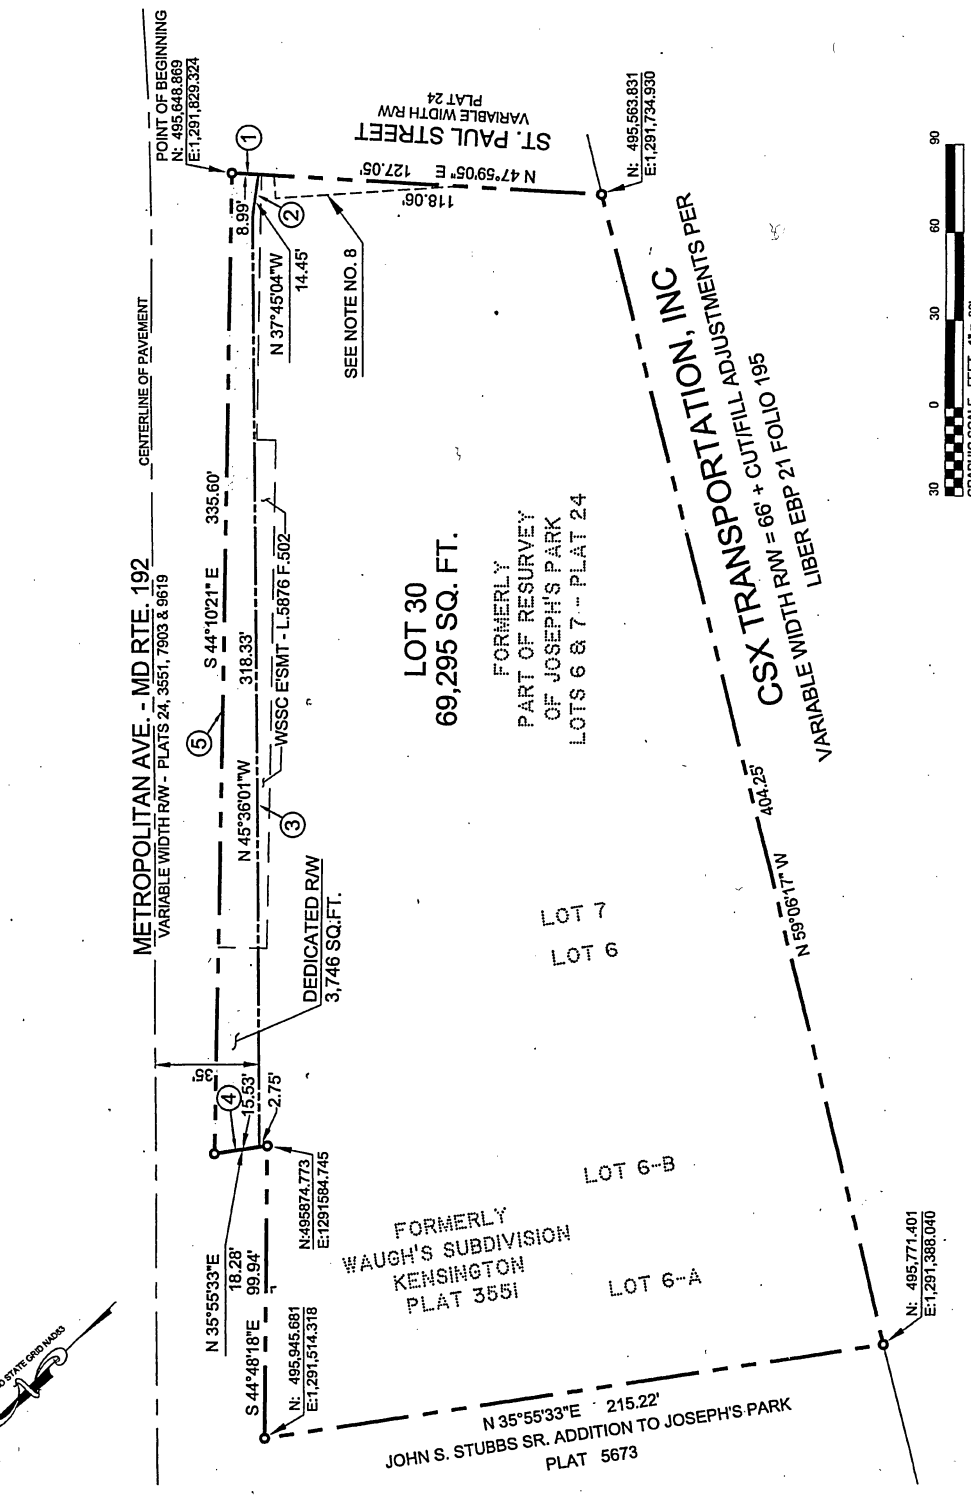 METROPOLITAN AVE. - MD RTE. 192
VARIABLE WIDTH R/W - PLATS 24, 3551, 7903 & 9619
CENTERLINE OF PAVEMENT
POINT OF BEGINNING
N: 495,648.869
E:1,291,829.324
1
8.99'
2
N 37°45'04"W
14.45'
SEE NOTE NO. 8
ST. PAUL STREET
VARIABLE WIDTH R/W
PLAT 24
N 47°59'05" E 127.05'
118.06'
N: 495,563.831
E:1,291,734.930
5
S 44°10'21" E 335.60'
N 45°36'01"W 318.33'
3
WSSC E'SMT - L.5876 F.502
DEDICATED R/W
3,746 SQ.FT.
35'
4
15.53'
2.75'
N 35°55'33"E
18.28'
99.94'
S 44°48'18"E
N:495874.773
E:1291584.745
N: 495,945.681
E:1,291,514.318
LOT 30
69,295 SQ. FT.
FORMERLY
PART OF RESURVEY
OF JOSEPH'S PARK
LOTS 6 & 7 - PLAT 24
LOT 7
LOT 6
LOT 6-B
LOT 6-A
FORMERLY
WAUGH'S SUBDIVISION
KENSINGTON
PLAT 3551
CSX TRANSPORTATION, INC
VARIABLE WIDTH R/W = 66' + CUT/FILL ADJUSTMENTS PER
LIBER EBP 21 FOLIO 195
N 59°06'17" W 404.25'
N: 495,771.401
E:1,291,388.040
N 35°55'33"E 215.22'
JOHN S. STUBBS SR. ADDITION TO JOSEPH'S PARK
PLAT 5673
STATE GRID NAD83
30 0 30 60 90